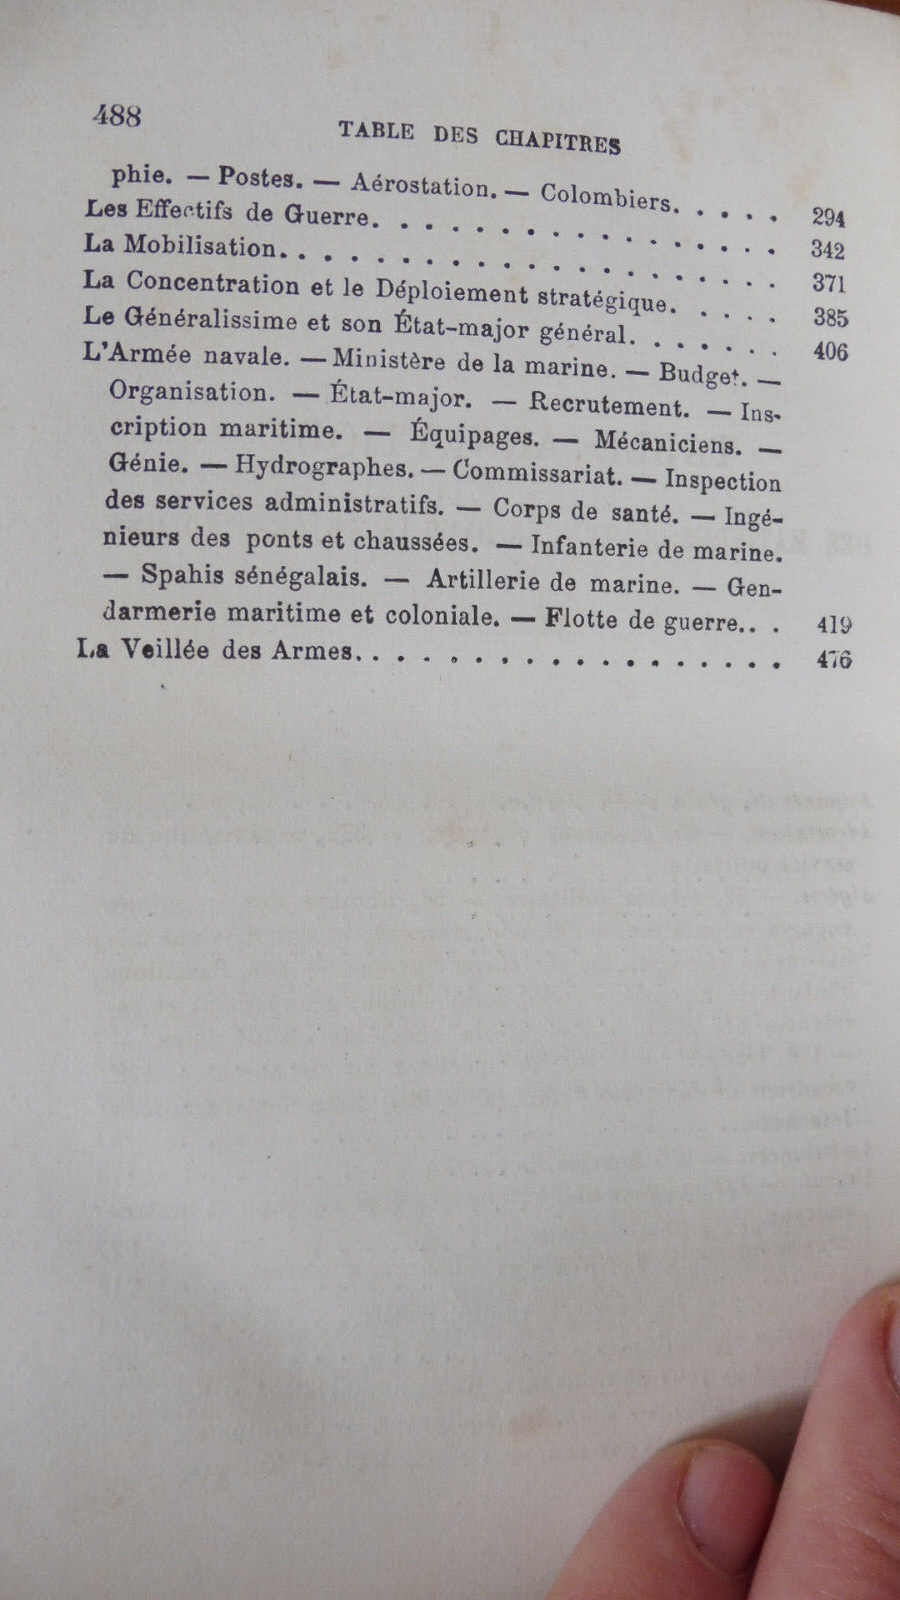 488
TABLE DES CHAPITRES
phie. — Postes. — Aérostation. — Colombiers. . . . . . 294
Les Effectifs de Guerre. . . . . . . . . . . . . . . . . 342
La Mobilisation. . . . . . . . . . . . . . . . . . . . . 371
La Concentration et le Déploiement stratégique. . . . . 385
Le Généralissime et son État-major général. . . . . . . 406
L'Armée navale. — Ministère de la marine. — Budget. —
Organisation. — État-major. — Recrutement. — Ins-
cription maritime. — Équipages. — Mécaniciens. —
Génie. — Hydrographes. — Commissariat. — Inspection
des services administratifs. — Corps de santé. — Ingé-
nieurs des ponts et chaussées. — Infanterie de marine.
— Spahis sénégalais. — Artillerie de marine. — Gen-
darmerie maritime et coloniale. — Flotte de guerre.. . 419
La Veillée des Armes. . . . . . . . . . . . . . . . . . 476